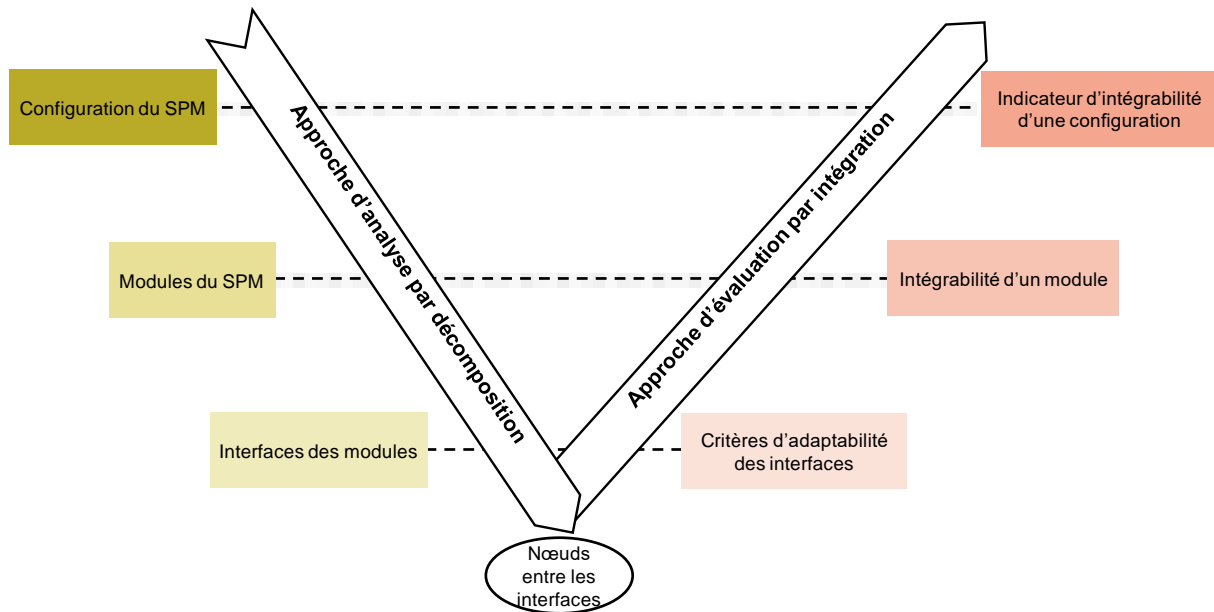 Configuration du SPM
Indicateur d'intégrabilité
d'une configuration
Approche d'analyse par décomposition
Approche d'évaluation par intégration
Modules du SPM
Intégrabilité d'un module
Interfaces des modules
Critères d'adaptabilité
des interfaces
Nœuds
entre les
interfaces